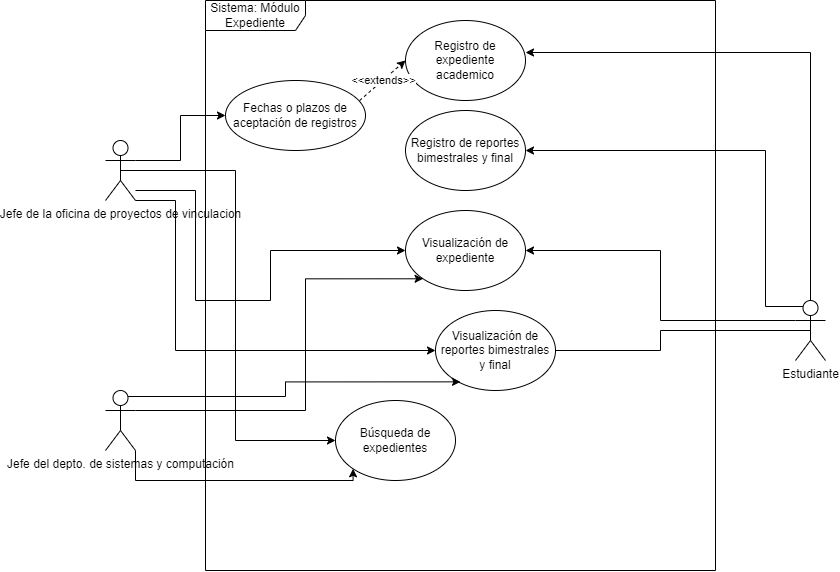 Sistema: Módulo
Expediente
Registro de
expediente
academico
<<extends>>
Fechas o plazos de
aceptación de registros
Registro de reportes
bimestrales y final
Jefe de la oficina de proyectos de vinculacion
Visualización de
expediente
Visualización de
reportes bimestrales
y final
Estudiante
Búsqueda de
expedientes
Jefe del depto. de sistemas y computación